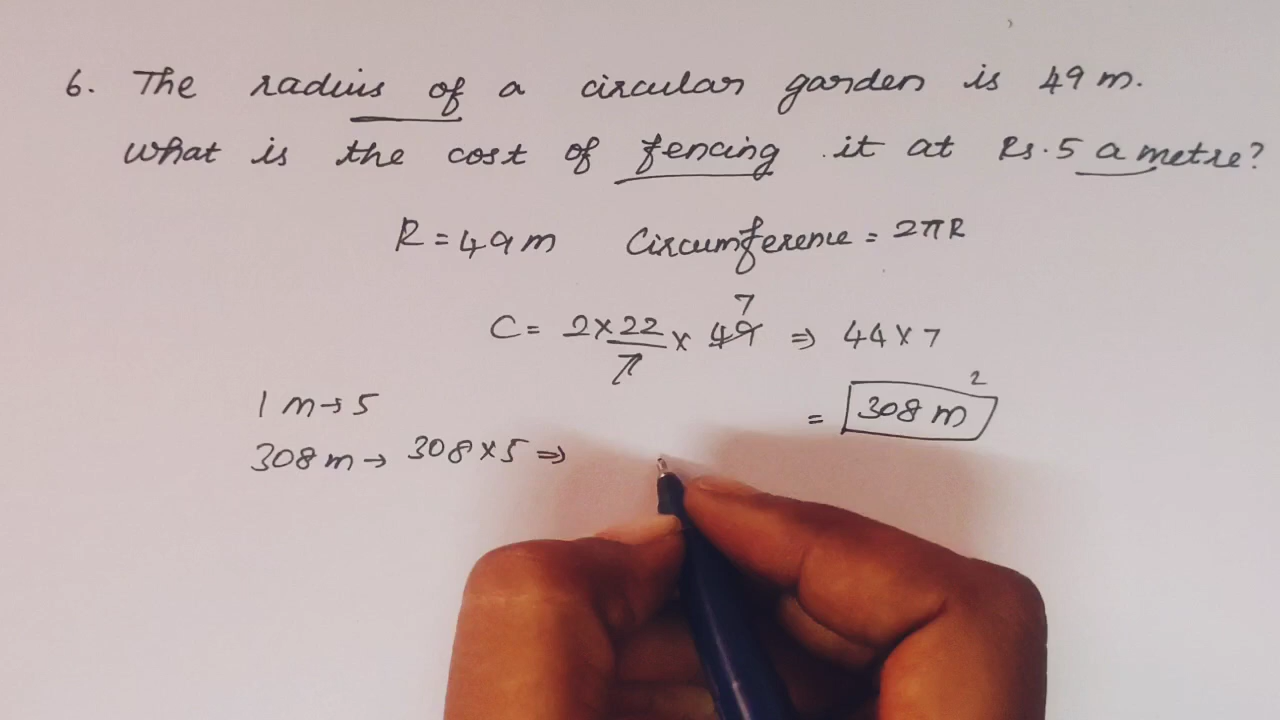 6. The radius of a circular garden is 49 m.
What is the cost of fencing it at Rs. 5 a metre?
R = 49 m Circumference = 2πR
C = 2 × 22/7 × 49 7 ⇒ 44 × 7
2
= 308 m
1 m → 5
308 m → 308 × 5 ⇒